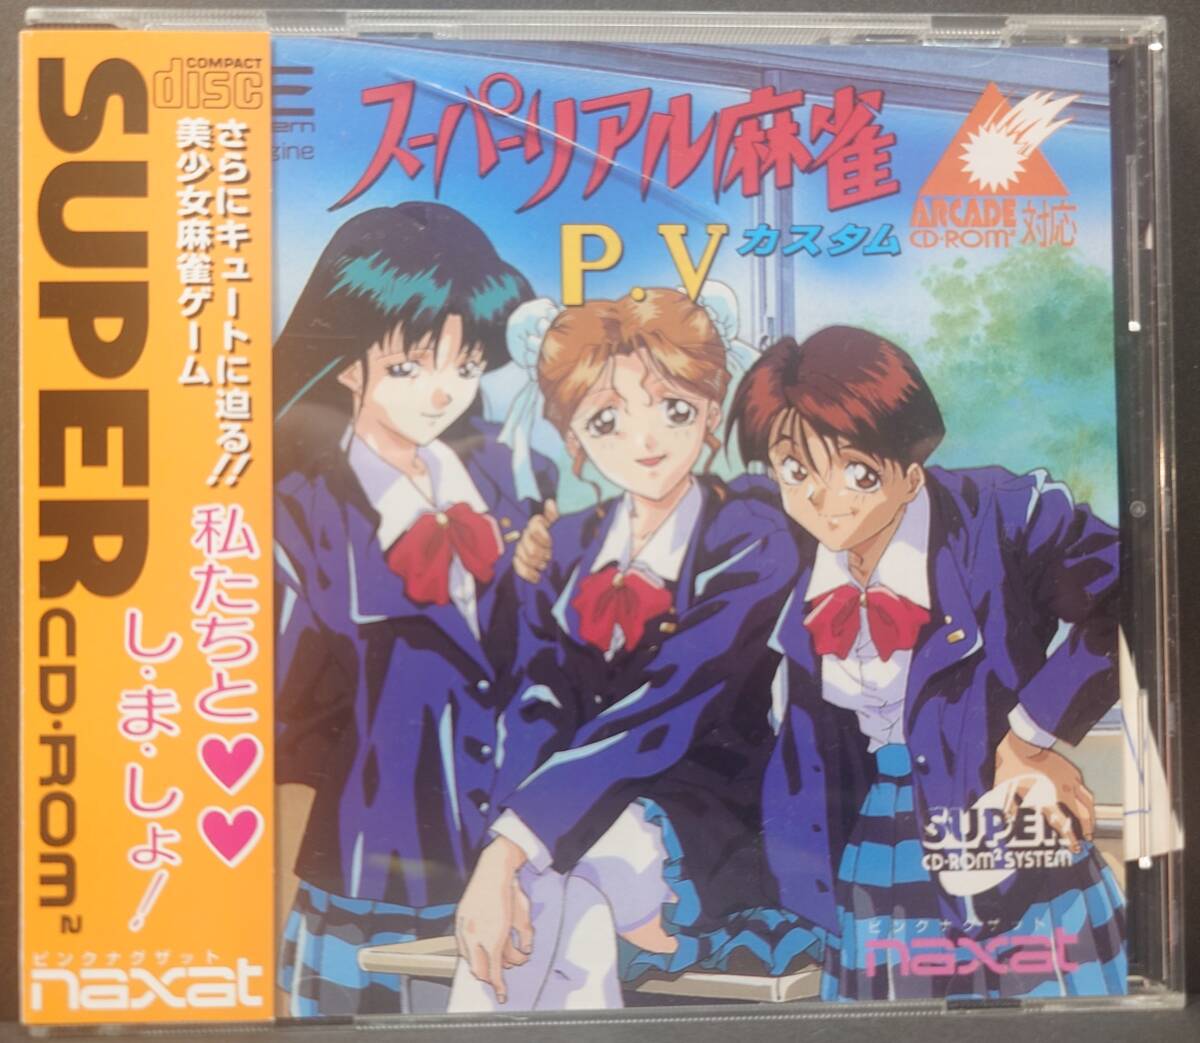 COMPACT
disc
SUPER
CD-ROM²
さらにキュートに迫る!!
美少女麻雀ゲーム
私たちと♥♥
し・ま・しょ!
ピンクナグザット
naxat
スーパーリアル麻雀
P.V カスタム
ARCADE
CD-ROM² 対応
SUPER
CD-ROM² SYSTEM
ピンクナグザット
naxat